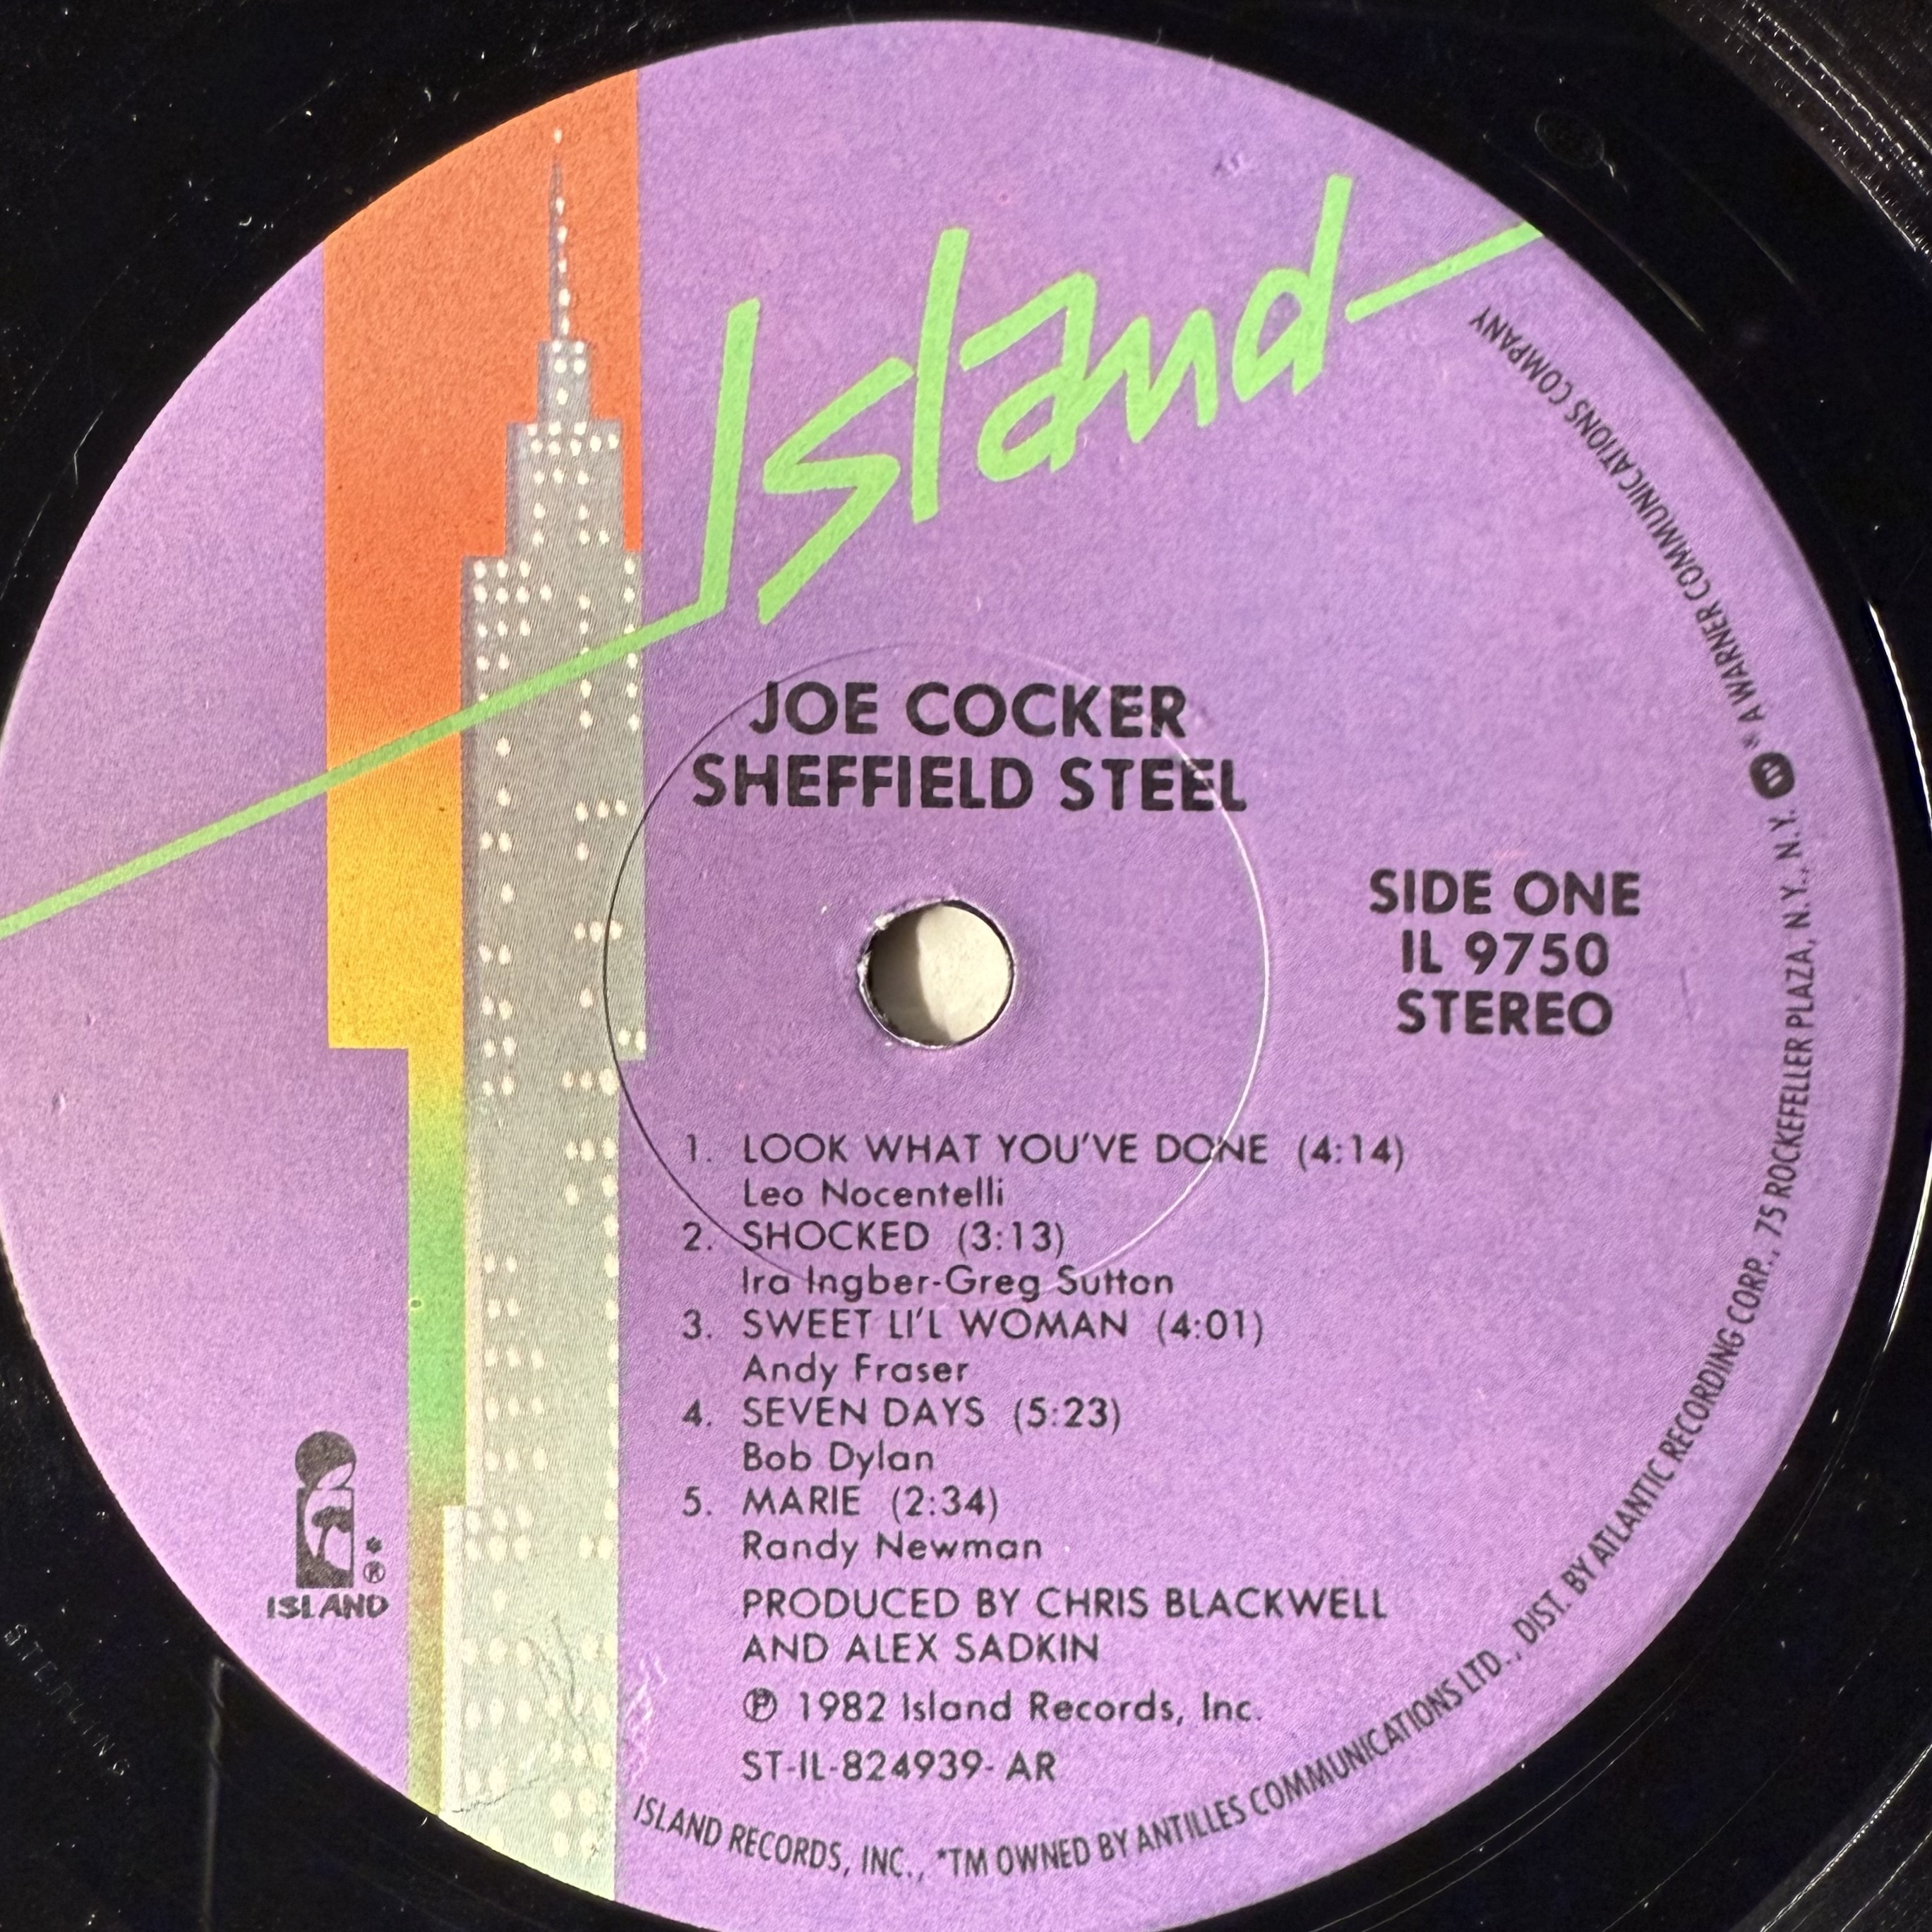 Island
JOE COCKER
SHEFFIELD STEEL
SIDE ONE
IL 9750
STEREO
1. LOOK WHAT YOU'VE DONE (4:14)
Leo Nocentelli
2. SHOCKED (3:13)
Ira Ingber-Greg Sutton
3. SWEET LI'L WOMAN (4:01)
Andy Fraser
4. SEVEN DAYS (5:23)
Bob Dylan
5. MARIE (2:34)
Randy Newman
PRODUCED BY CHRIS BLACKWELL
AND ALEX SADKIN
℗ 1982 Island Records, Inc.
ST-IL-824939-AR
*®
ISLAND
ISLAND RECORDS, INC., *TM OWNED BY ANTILLES COMMUNICATIONS LTD., DIST. BY ATLANTIC RECORDING CORP., 75 ROCKEFELLER PLAZA, N.Y., N.Y. ® A WARNER COMMUNICATIONS COMPANY
STERLING